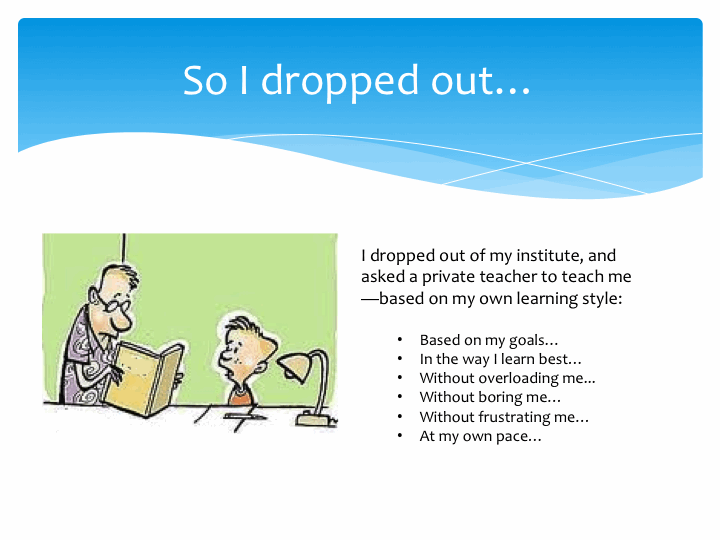 So I dropped out…
I dropped out of my institute, and
asked a private teacher to teach me
—based on my own learning style:
• Based on my goals…
• In the way I learn best…
• Without overloading me...
• Without boring me…
• Without frustrating me…
• At my own pace…